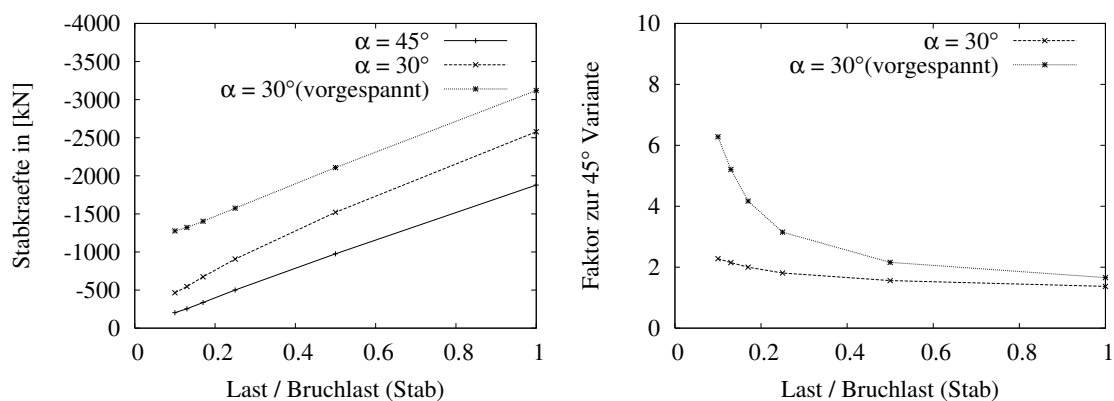 Stabkraefte in [kN]
-4000
-3500
-3000
-2500
-2000
-1500
-1000
-500
0
α = 45°
α = 30°
α = 30°(vorgespannt)
0 0.2 0.4 0.6 0.8 1
Last / Bruchlast (Stab)
Faktor zur 45° Variante
10
8
6
4
2
0
α = 30°
α = 30°(vorgespannt)
0 0.2 0.4 0.6 0.8 1
Last / Bruchlast (Stab)